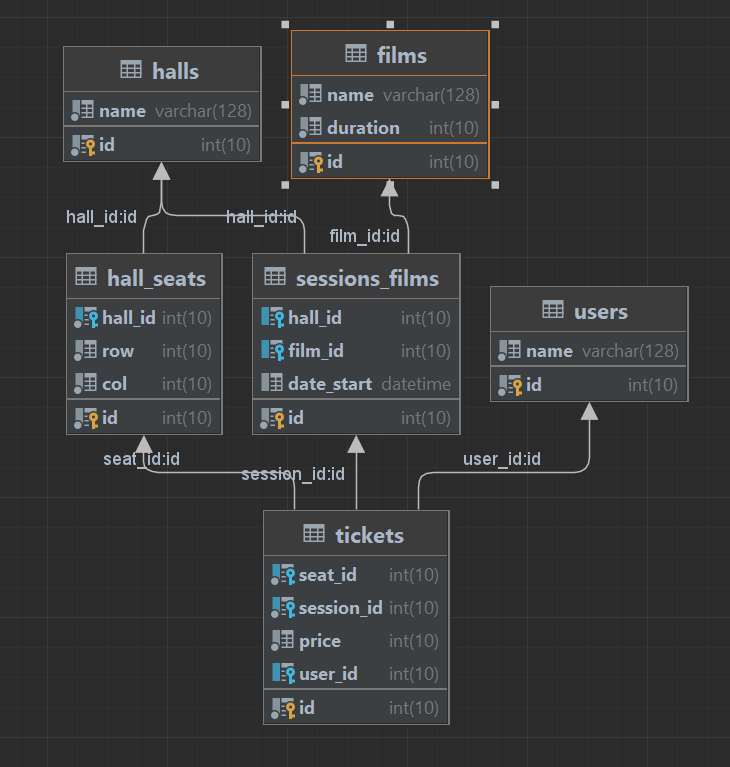 halls
name varchar(128)
id int(10)
films
name varchar(128)
duration int(10)
id int(10)
hall_id:id
hall_id:id
film_id:id
hall_seats
hall_id int(10)
row int(10)
col int(10)
id int(10)
sessions_films
hall_id int(10)
film_id int(10)
date_start datetime
id int(10)
users
name varchar(128)
id int(10)
seat_id:id
session_id:id
user_id:id
tickets
seat_id int(10)
session_id int(10)
price int(10)
user_id int(10)
id int(10)